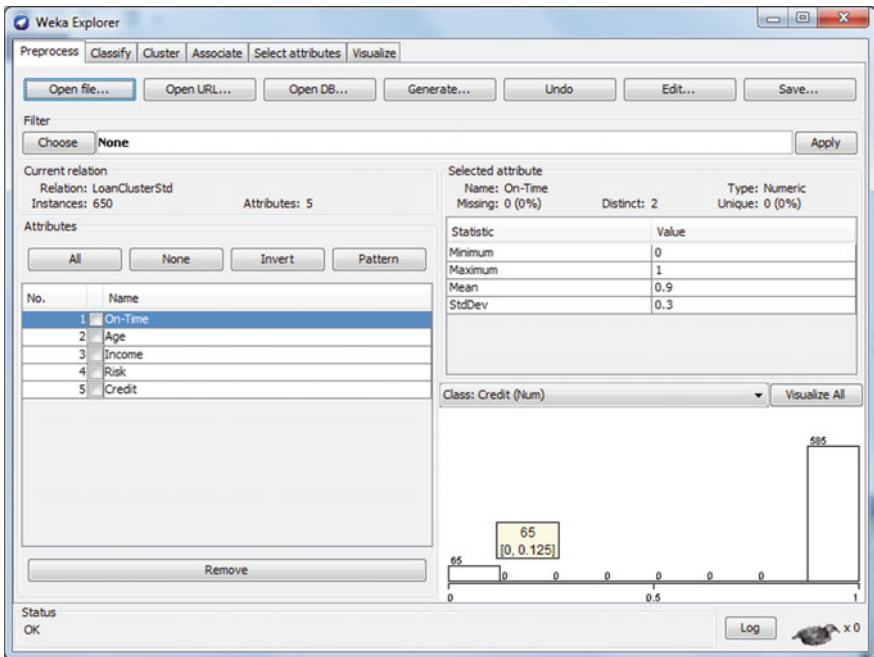 Weka Explorer
Preprocess Classify Cluster Associate Select attributes Visualize
Open file... Open URL... Open DB... Generate... Undo Edit... Save...
Filter
Choose None Apply
Current relation
Relation: LoanClusterStd
Instances: 650 Attributes: 5
Attributes
All None Invert Pattern
No. Name
1 On-Time
2 Age
3 Income
4 Risk
5 Credit
Remove
Selected attribute
Name: On-Time Type: Numeric
Missing: 0 (0%) Distinct: 2 Unique: 0 (0%)
Statistic Value
Minimum 0
Maximum 1
Mean 0.9
StdDev 0.3
Class: Credit (Num) Visualize All
585
65
[0, 0.125]
65 0 0 0 0 0 0
0 0.5 1
Status
OK
Log x 0